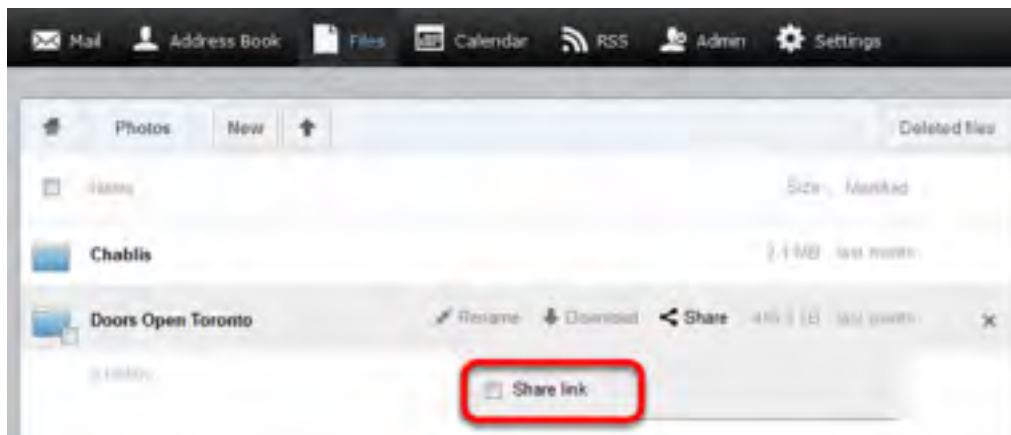 Mail Address Book Files Calendar RSS Admin Settings
Photos New Deleted files
Name Size Modified
Chablis 2.1 MB last month
Doors Open Toronto Rename Download Share last month
Share link